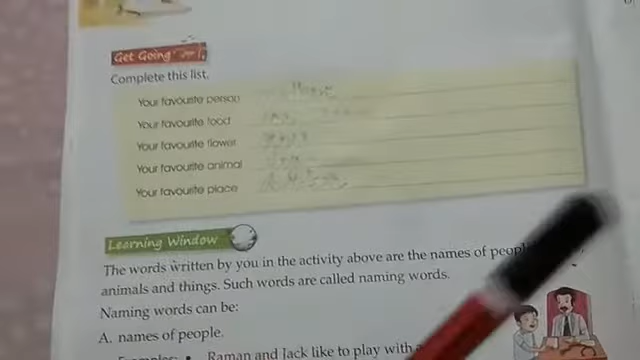 Get Going
Complete this list.
Your favourite person
Your favourite food
Your favourite flower
Your favourite animal
Your favourite place
Learning Window
The words written by you in the activity above are the names of
animals and things. Such words are called naming words.
Naming words can be:
A. names of people.
Raman and Jack like to play with